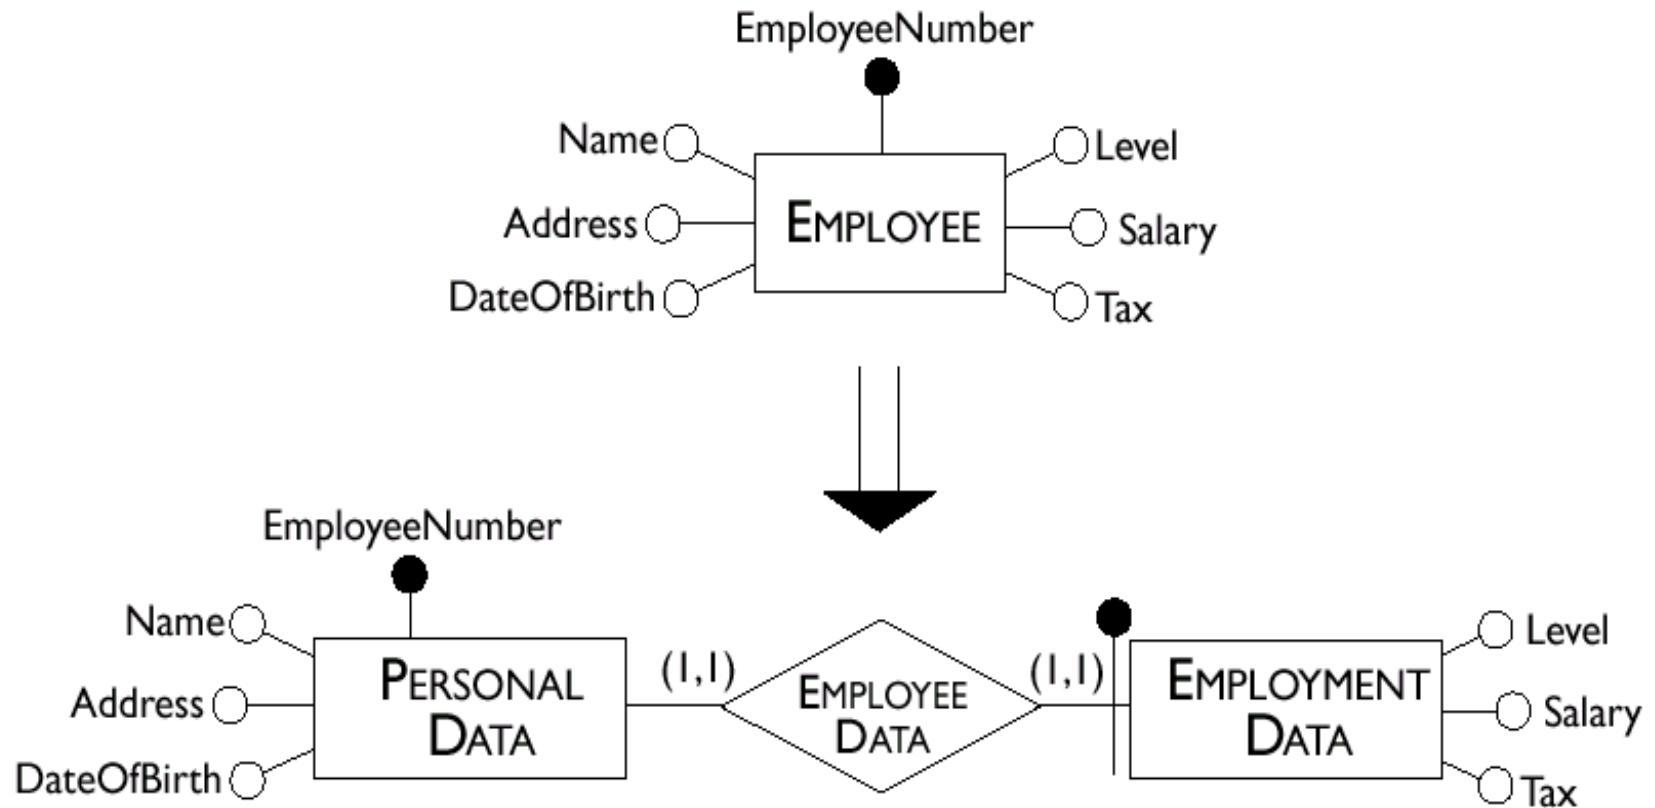 EmployeeNumber
Name
Level
Address
EMPLOYEE
Salary
DateOfBirth
Tax
EmployeeNumber
Name
Address
DateOfBirth
PERSONAL
DATA
(1,1)
EMPLOYEE
DATA
(1,1)
EMPLOYMENT
DATA
Level
Salary
Tax